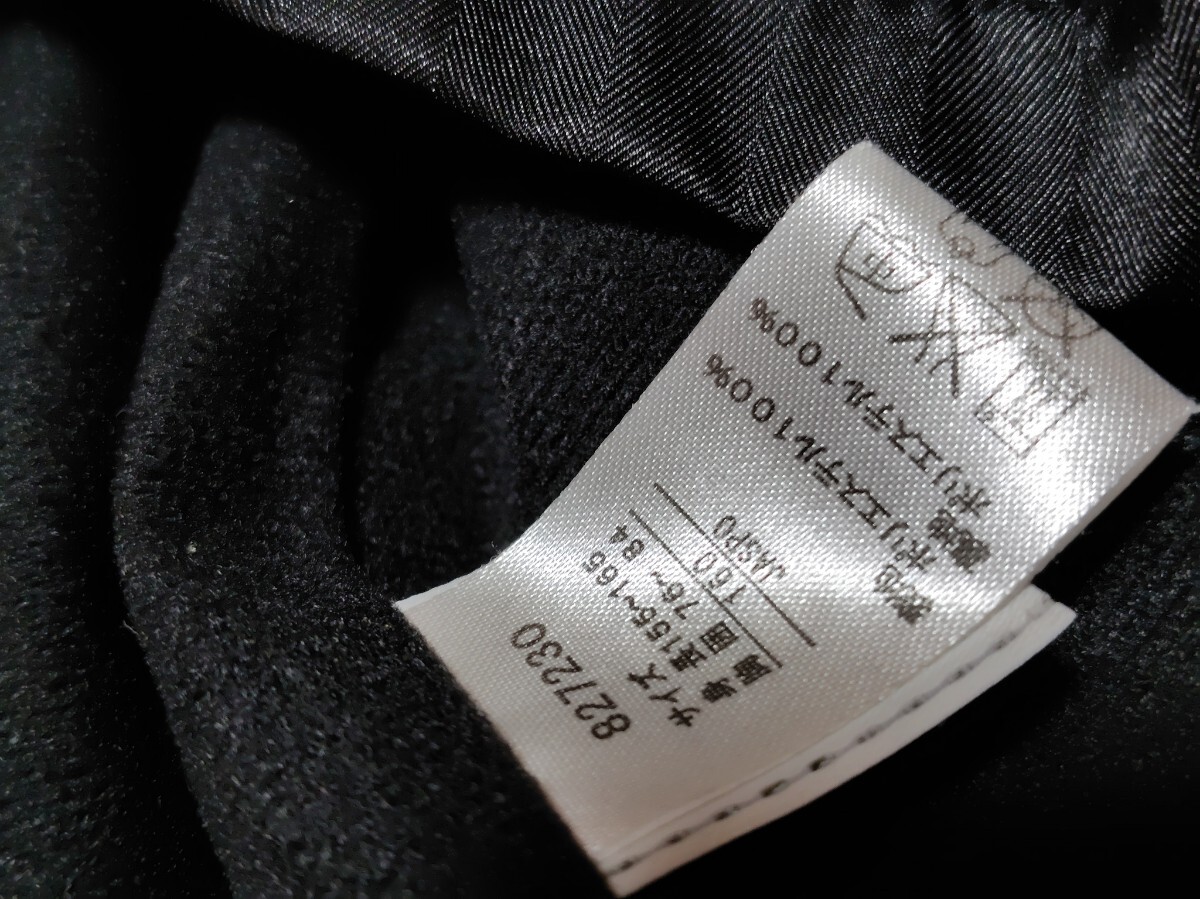 827230
サイズ
身 長155~165
胸 囲 76~ 84
160
JASPO
表地 ポリエステル100%
裏地 ポリエステル100%